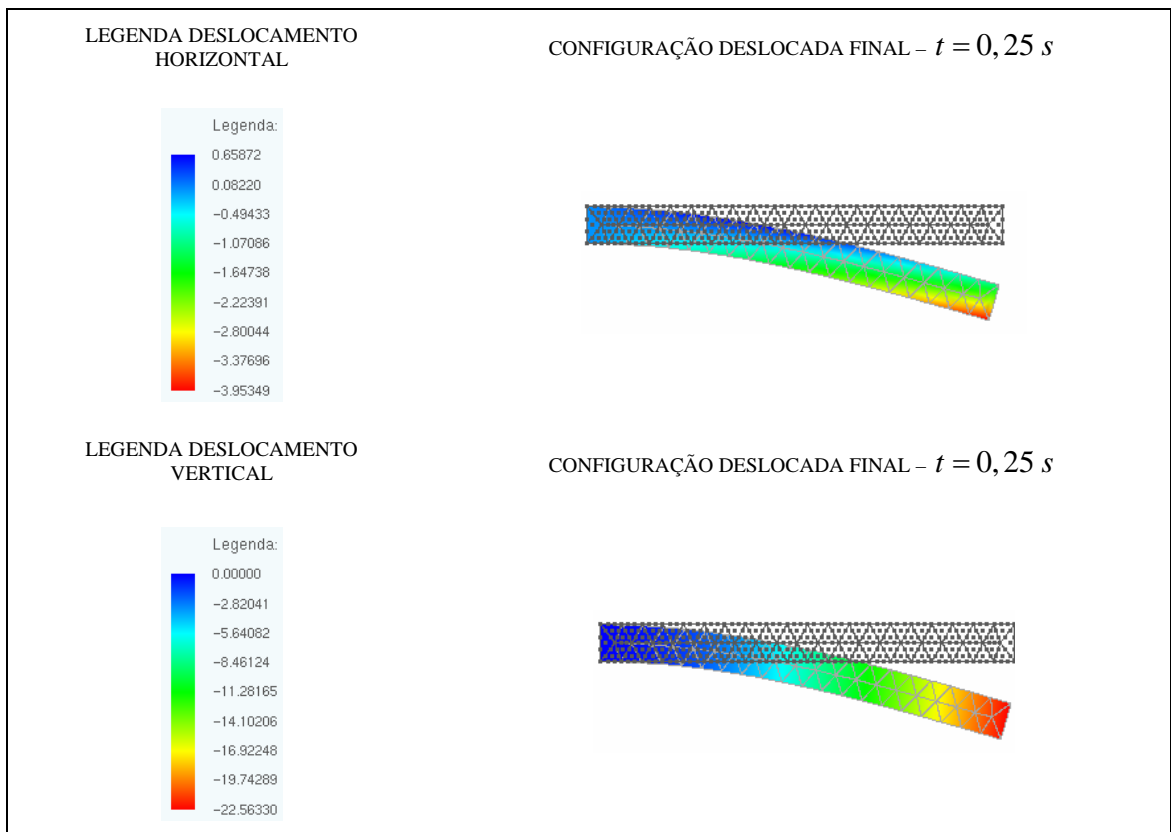 LEGENDA DESLOCAMENTO
HORIZONTAL
CONFIGURAÇÃO DESLOCADA FINAL – t = 0,25 s
Legenda:
0.65872
0.08220
−0.49433
−1.07086
−1.64738
−2.22391
−2.80044
−3.37696
−3.95349
LEGENDA DESLOCAMENTO
VERTICAL
CONFIGURAÇÃO DESLOCADA FINAL – t = 0,25 s
Legenda:
0.00000
−2.82041
−5.64082
−8.46124
−11.28165
−14.10206
−16.92248
−19.74289
−22.56330